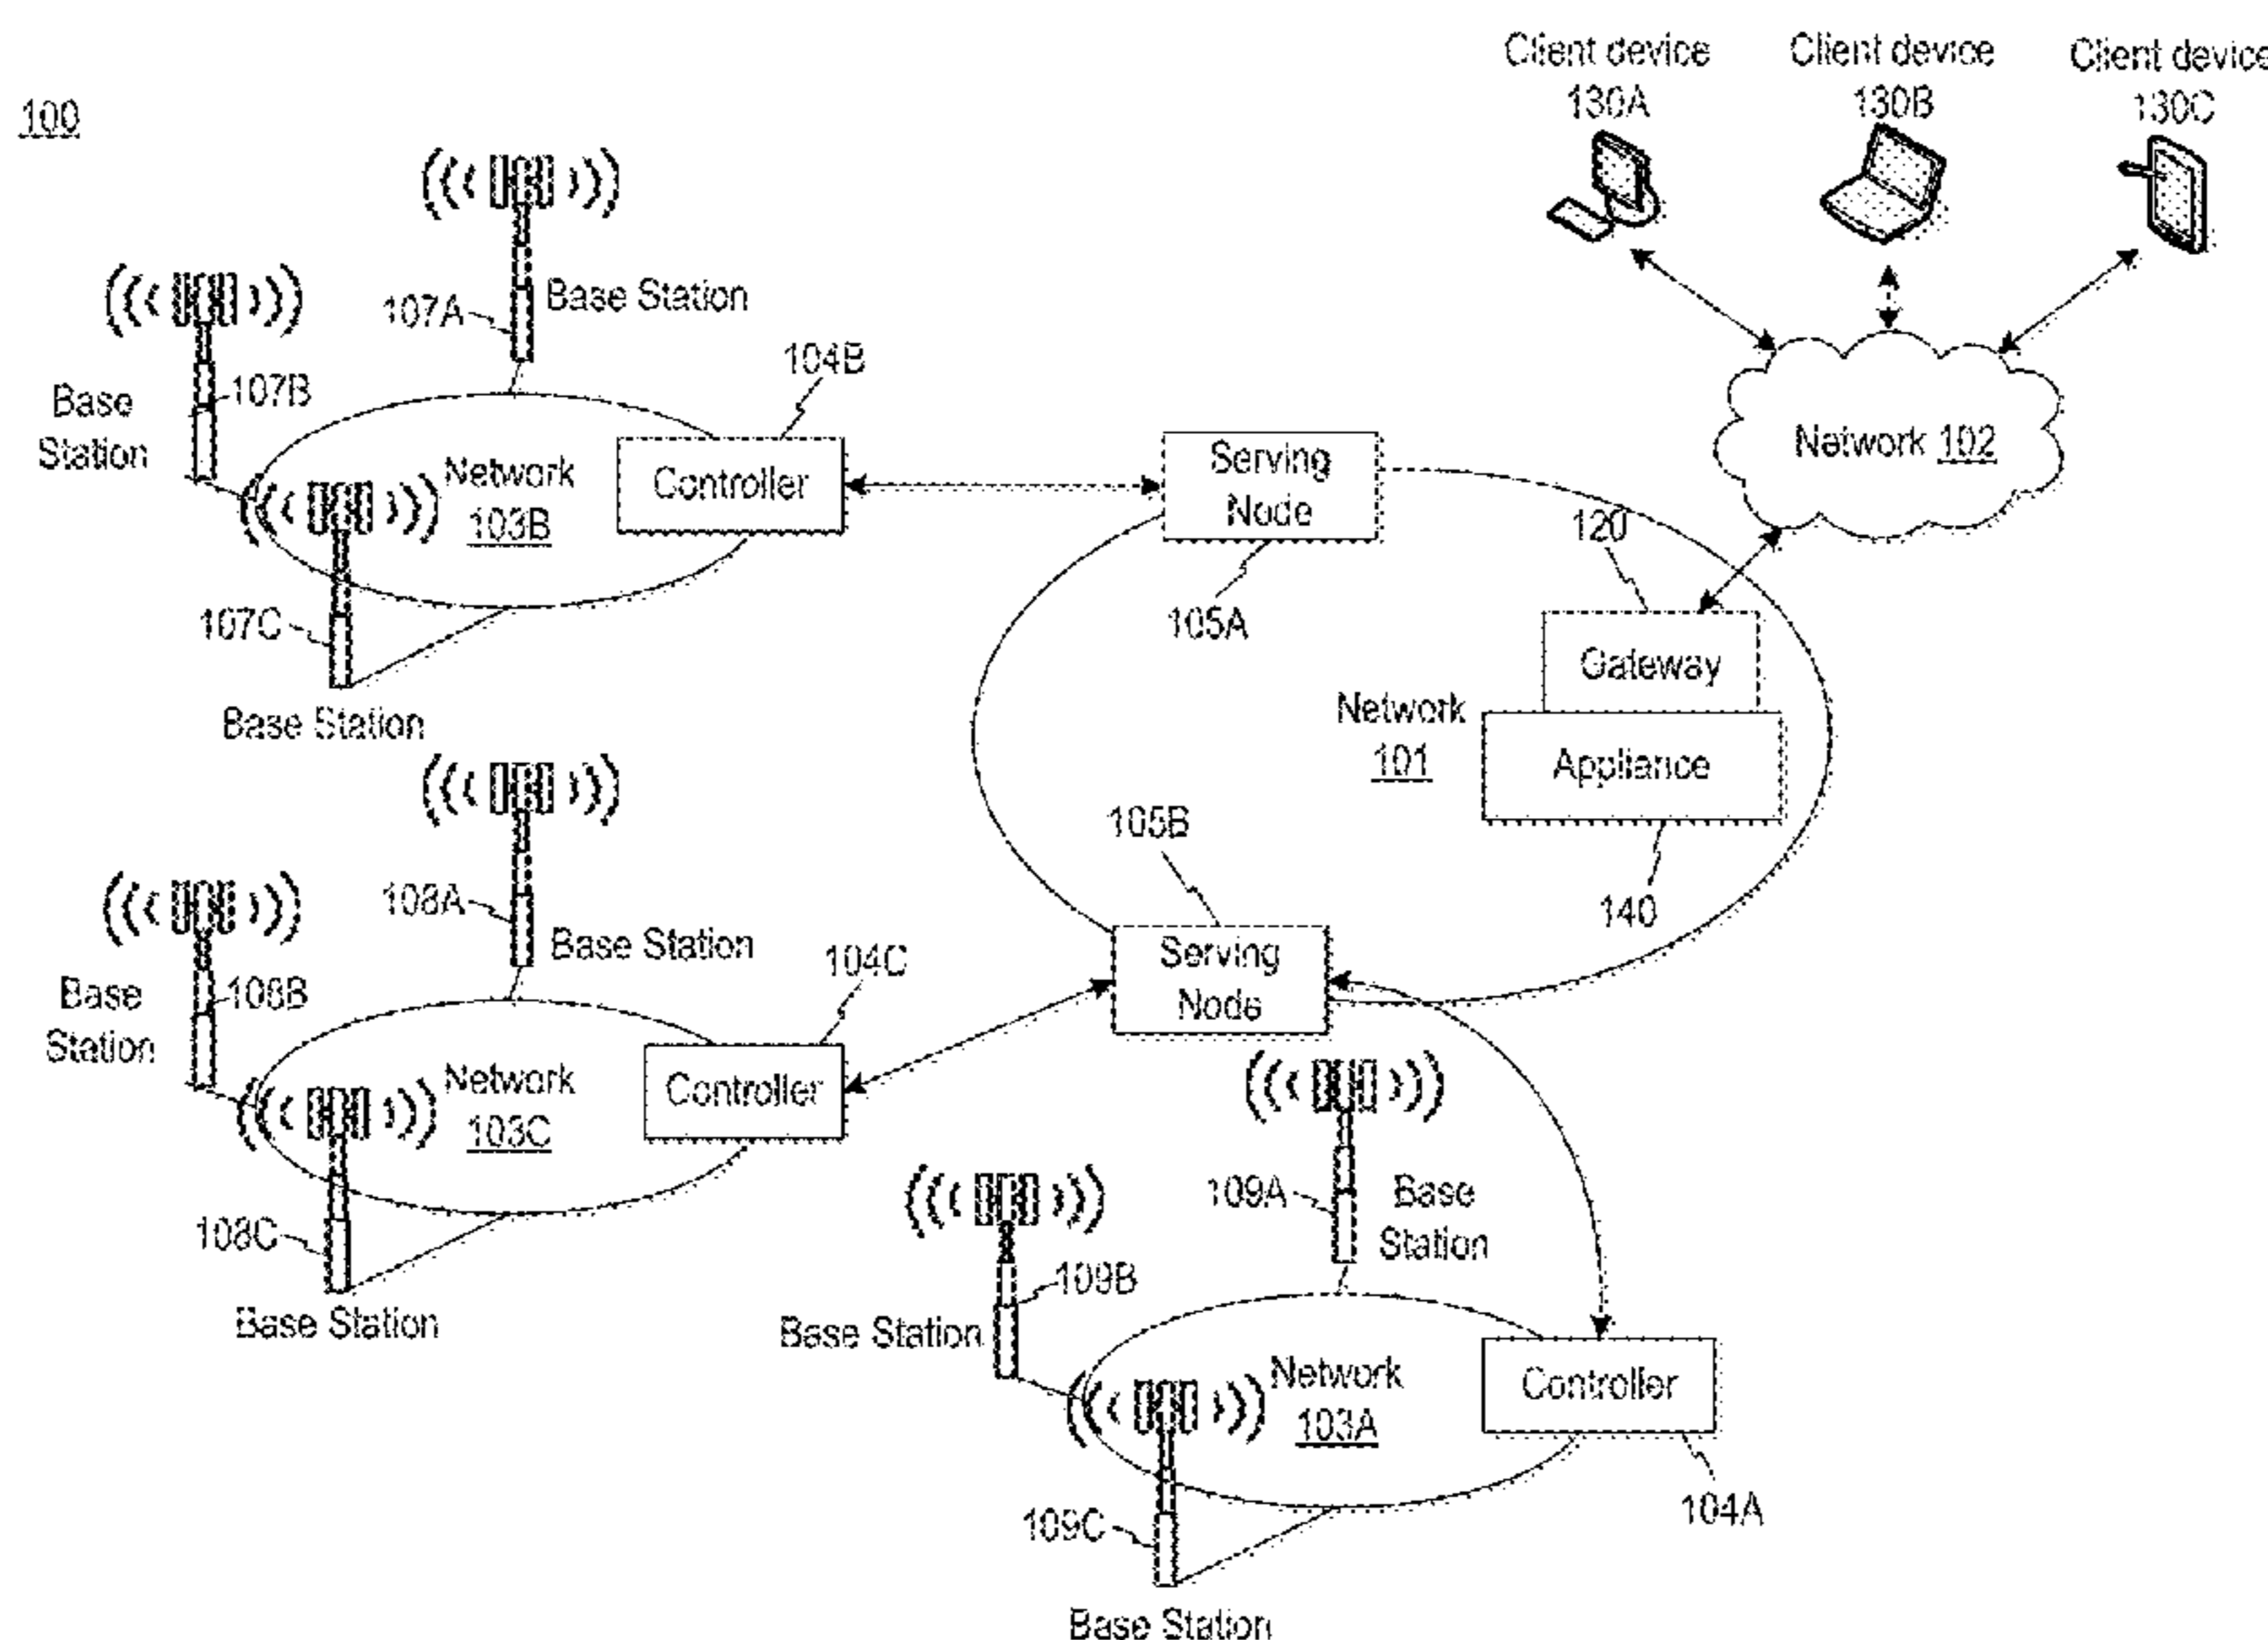 100
Client device
130A
Client device
130B
Client device
130C
107A
Base Station
104B
107B
Base
Station
Network
103B
Controller
Serving
Node
105A
Network 102
120
107C
Base Station
Gateway
Network
101
Appliance
140
105B
108A
Base Station
104C
108B
Base
Station
Network
103C
Controller
Serving
Node
108C
Base Station
109A
Base
Station
109B
Base Station
Network
103A
Controller
104A
109C
Base Station